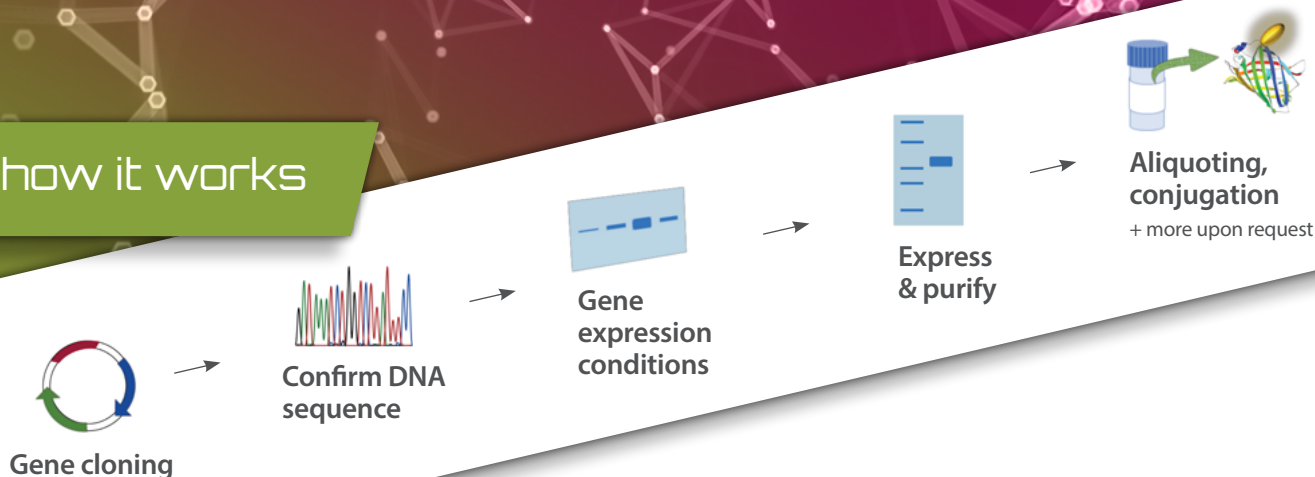 how it works
Gene cloning
Confirm DNA
sequence
Gene
expression
conditions
Express
& purify
Aliquoting,
conjugation
+ more upon request